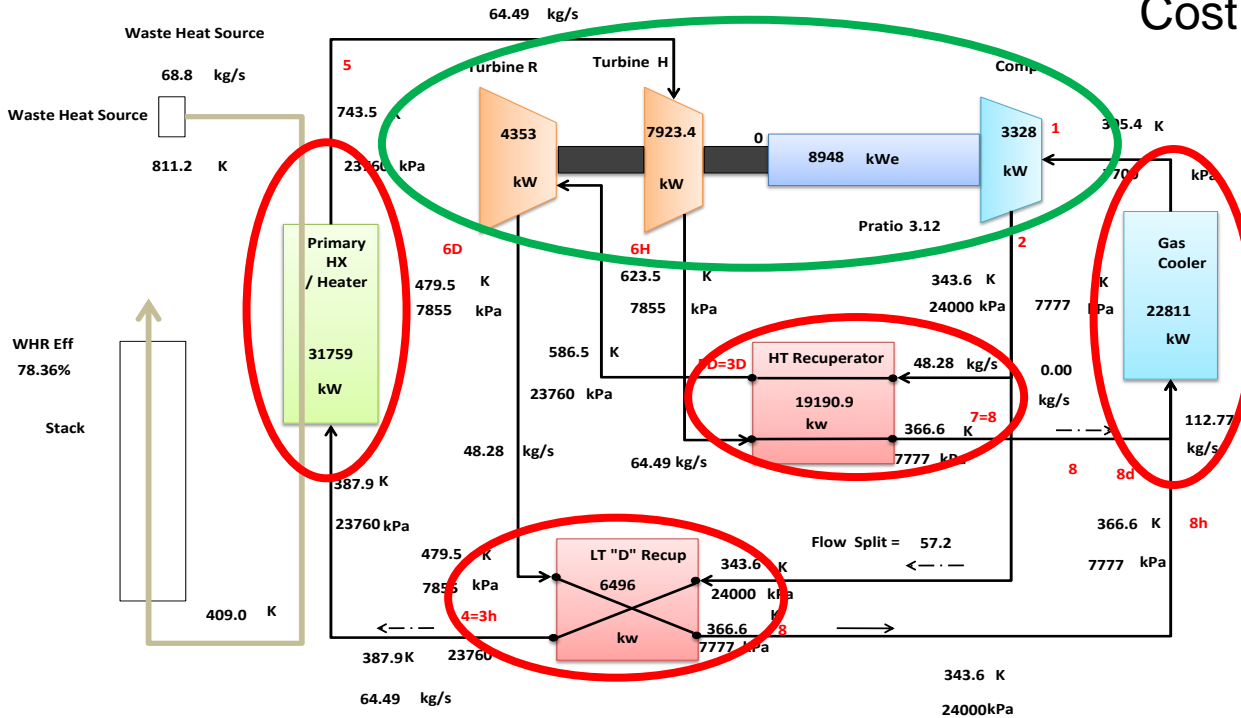 64.49 kg/s
Cost
Waste Heat Source
68.8 kg/s
Waste Heat Source
811.2 K
5
743.5 K
23760 kPa
Turbine R
Turbine H
4353
kW
7923.4
kW
0
8948 kWe
3328
kW
1
305.4 K
kPa
Pratio 3.12
2
6D
6H
479.5 K
7855 kPa
623.5 K
7855 kPa
343.6 K
24000 kPa
7777 K
Primary
HX
/ Heater
31759
kW
Gas
Cooler
22811
kW
WHR Eff
78.36%
Stack
586.5 K
23760 kPa
D=3D
HT Recuperator
19190.9
kw
48.28 kg/s
0.00
kg/s
7=8
366.6 K
7777 kPa
112.77
kg/s
48.28 kg/s
64.49 kg/s
8
8d
387.9 K
23760 kPa
366.6 K
8h
7777 kPa
Flow Split = 57.2
479.5 K
7855 kPa
LT "D" Recup
6496
kw
343.6 K
24000 kPa
K
4=3h
366.6
8
7777 kPa
409.0 K
387.9K
23760
64.49 kg/s
343.6 K
24000kPa